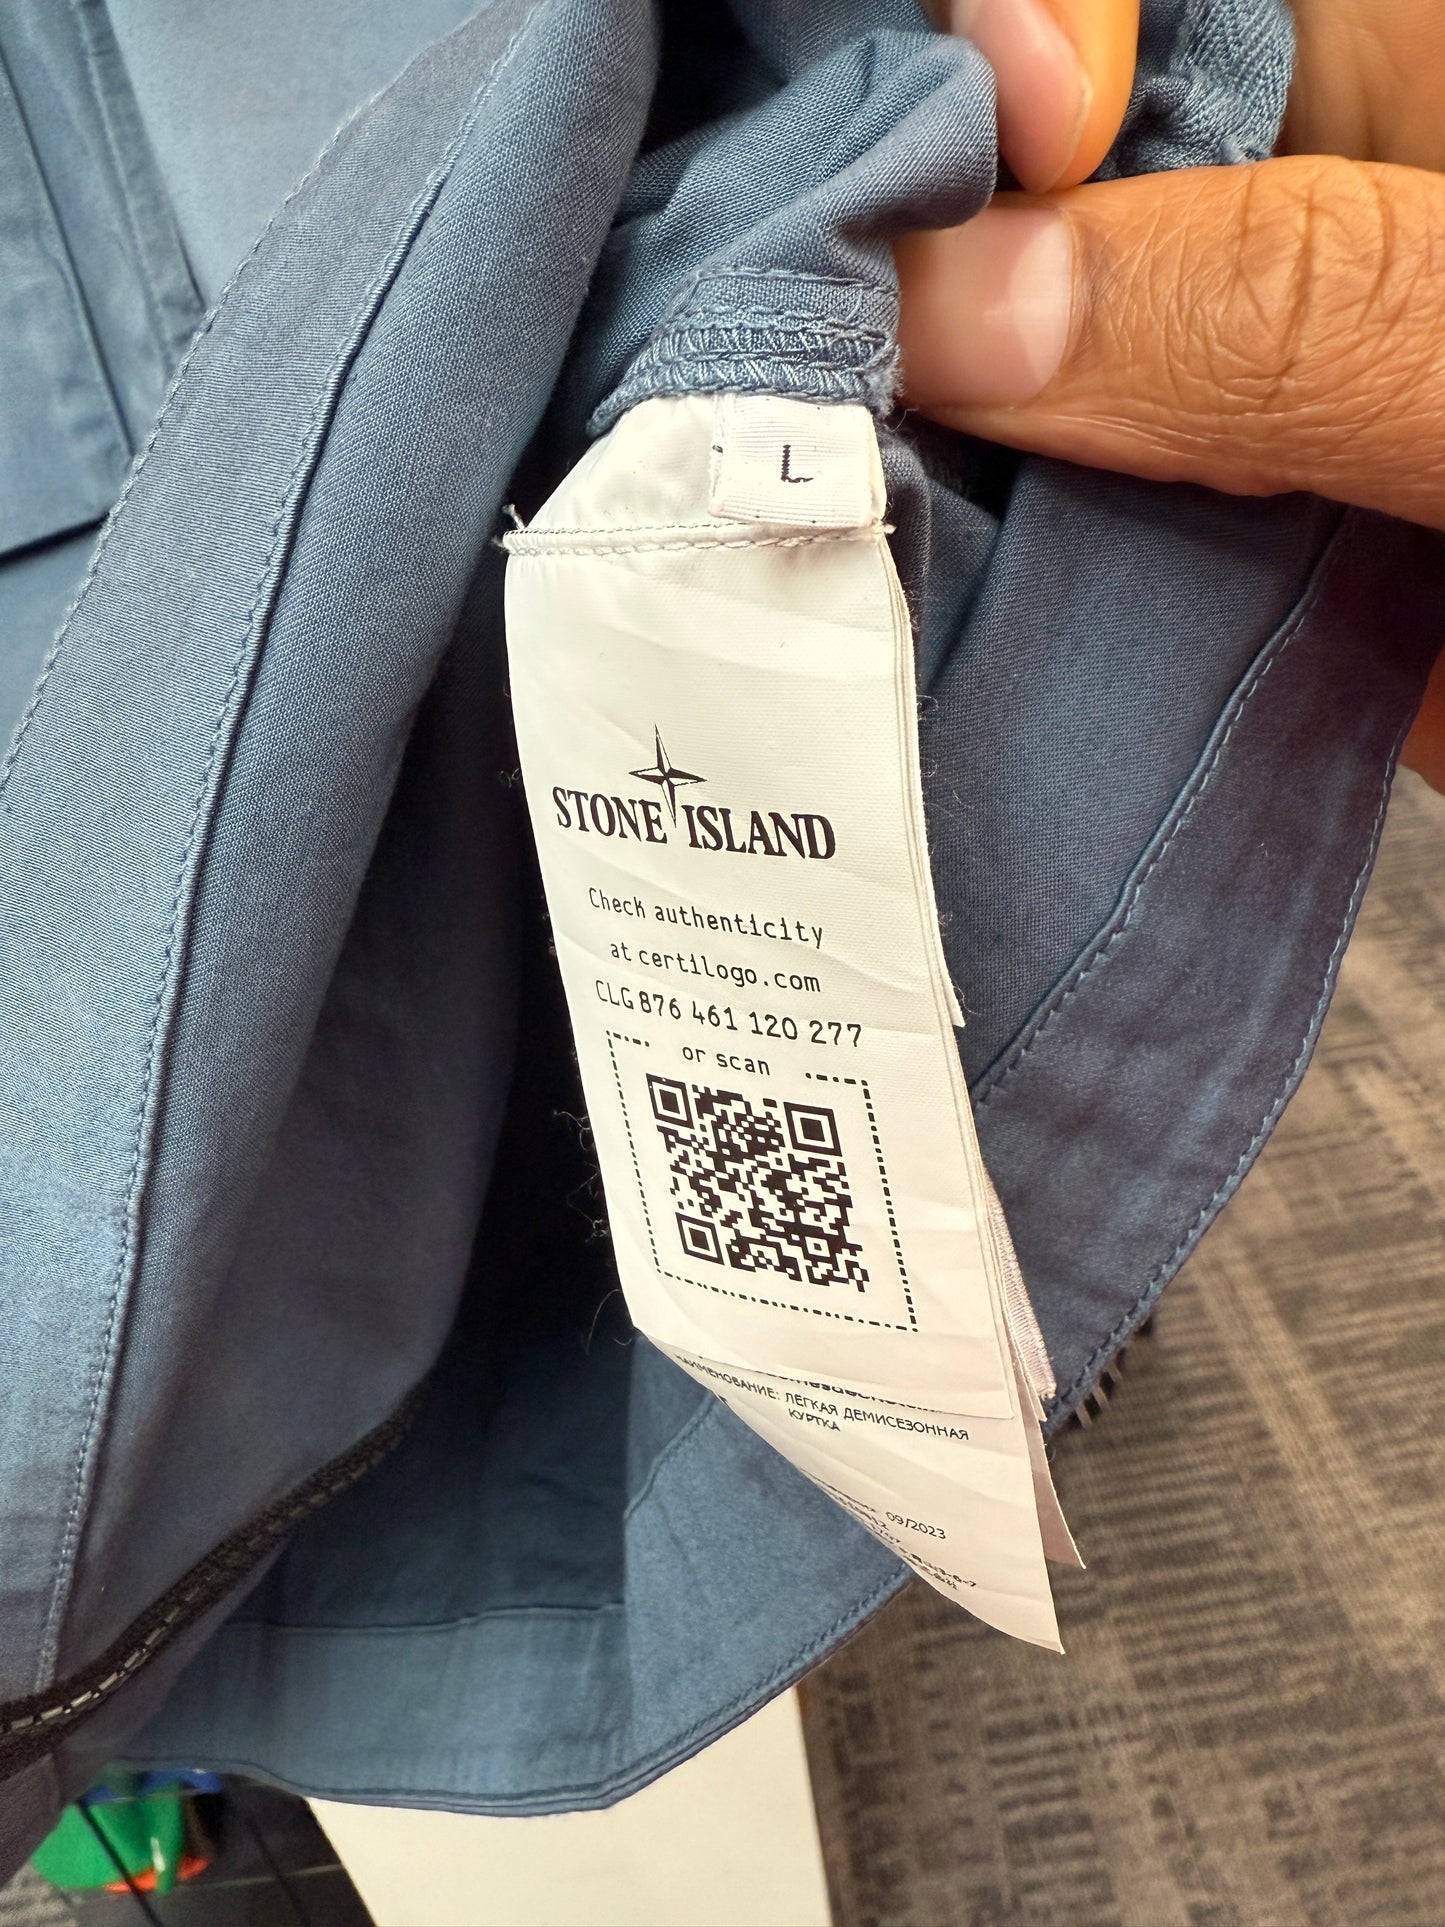 L
STONE ISLAND
Check authenticity
at certilogo.com
CLG 876 461 120 277
or scan
НАИМЕНОВАНИЕ: ЛЕГКАЯ ДЕМИСЕЗОННАЯ
КУРТКА
09/2023